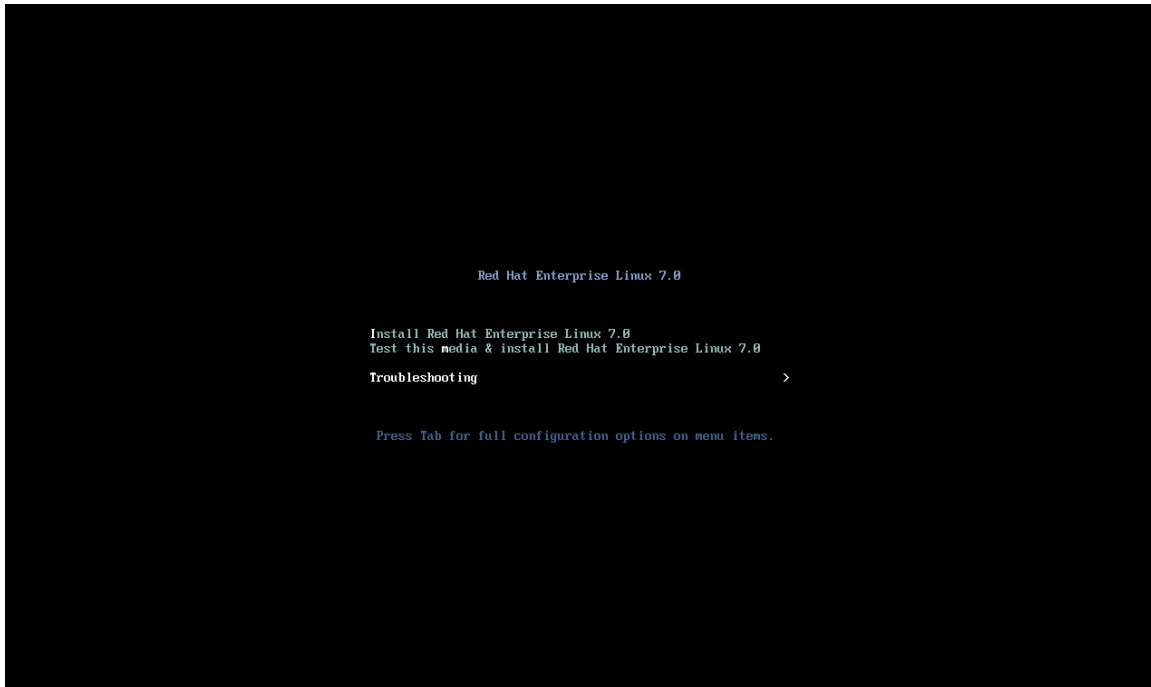 Red Hat Enterprise Linux 7.0
Install Red Hat Enterprise Linux 7.0
Test this media & install Red Hat Enterprise Linux 7.0
Troubleshooting >
Press Tab for full configuration options on menu items.